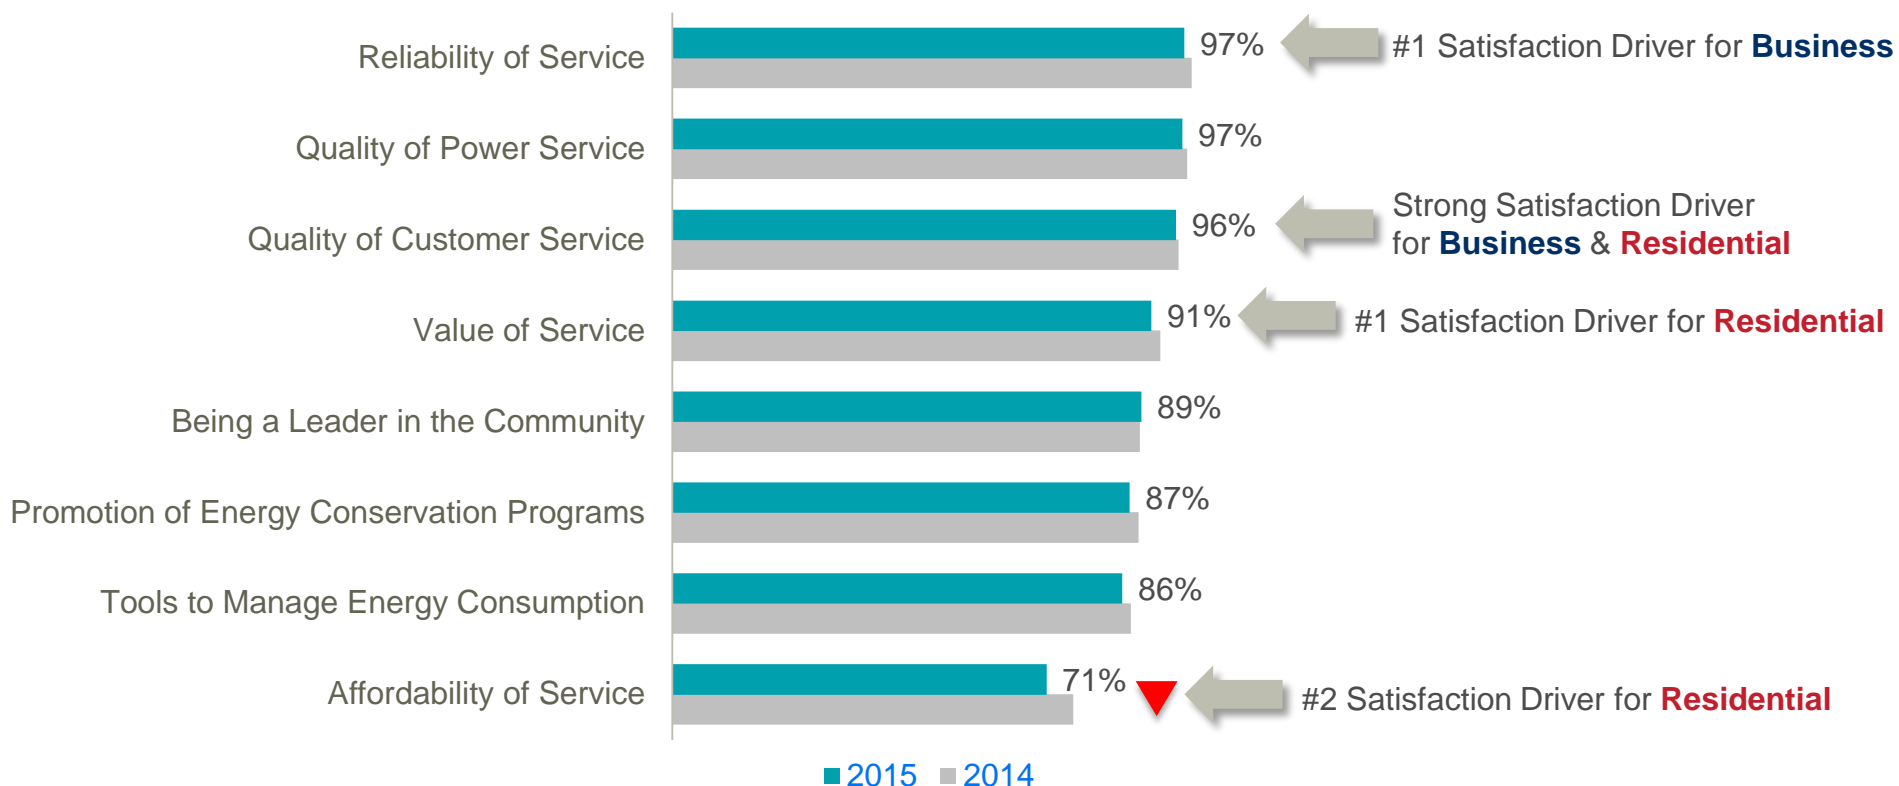 Reliability of Service
97%
#1 Satisfaction Driver for Business
Quality of Power Service
97%
Quality of Customer Service
96%
Strong Satisfaction Driver
for Business & Residential
Value of Service
91%
#1 Satisfaction Driver for Residential
Being a Leader in the Community
89%
Promotion of Energy Conservation Programs
87%
Tools to Manage Energy Consumption
86%
Affordability of Service
71%
#2 Satisfaction Driver for Residential
2015 2014